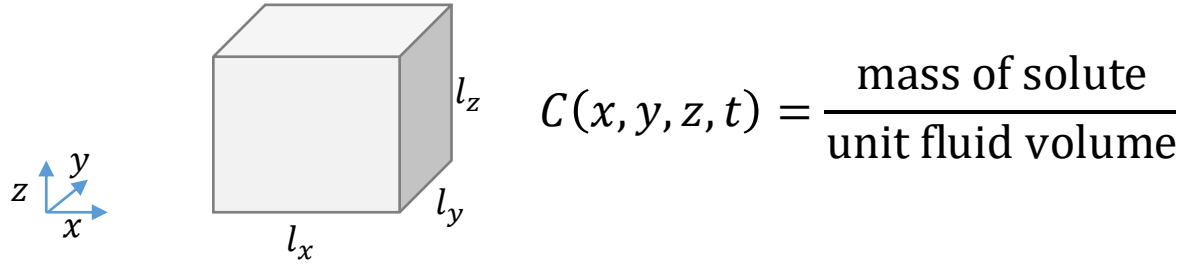 z
y
x
l_x
l_y
l_z
C(x, y, z, t) = mass of solute / unit fluid volume